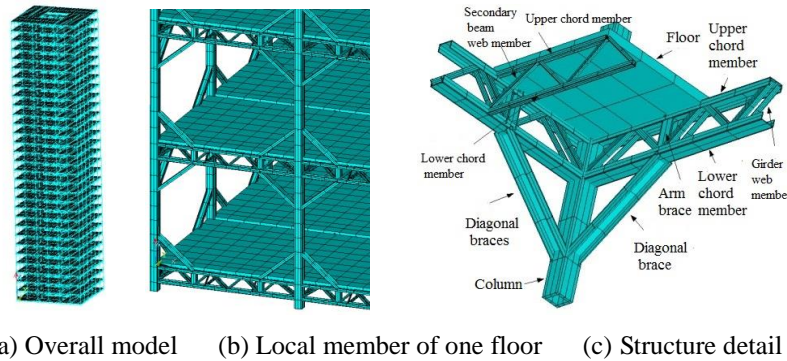 Secondary
beam
web member
Upper chord member
Floor
Upper
chord
member
Lower chord
member
Diagonal
braces
Column
Arm
brace
Diagonal
brace
Lower
chord
member
Girder
web membe
a) Overall model (b) Local member of one floor (c) Structure detail